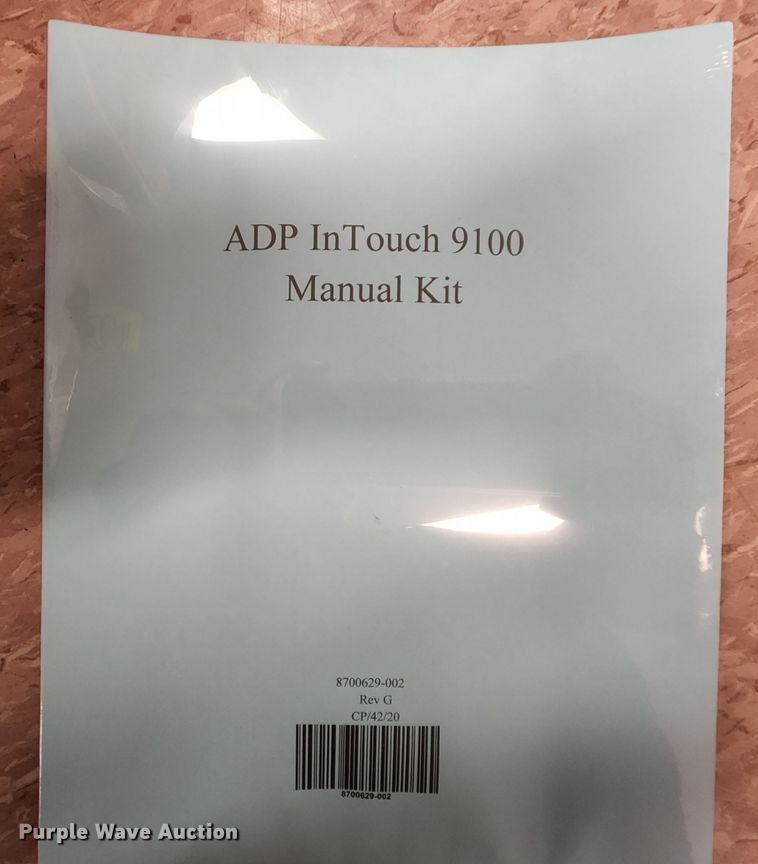 ADP InTouch 9100
Manual Kit
8700629-002
Rev G
CP/42/20
8700629-002
Purple Wave Auction